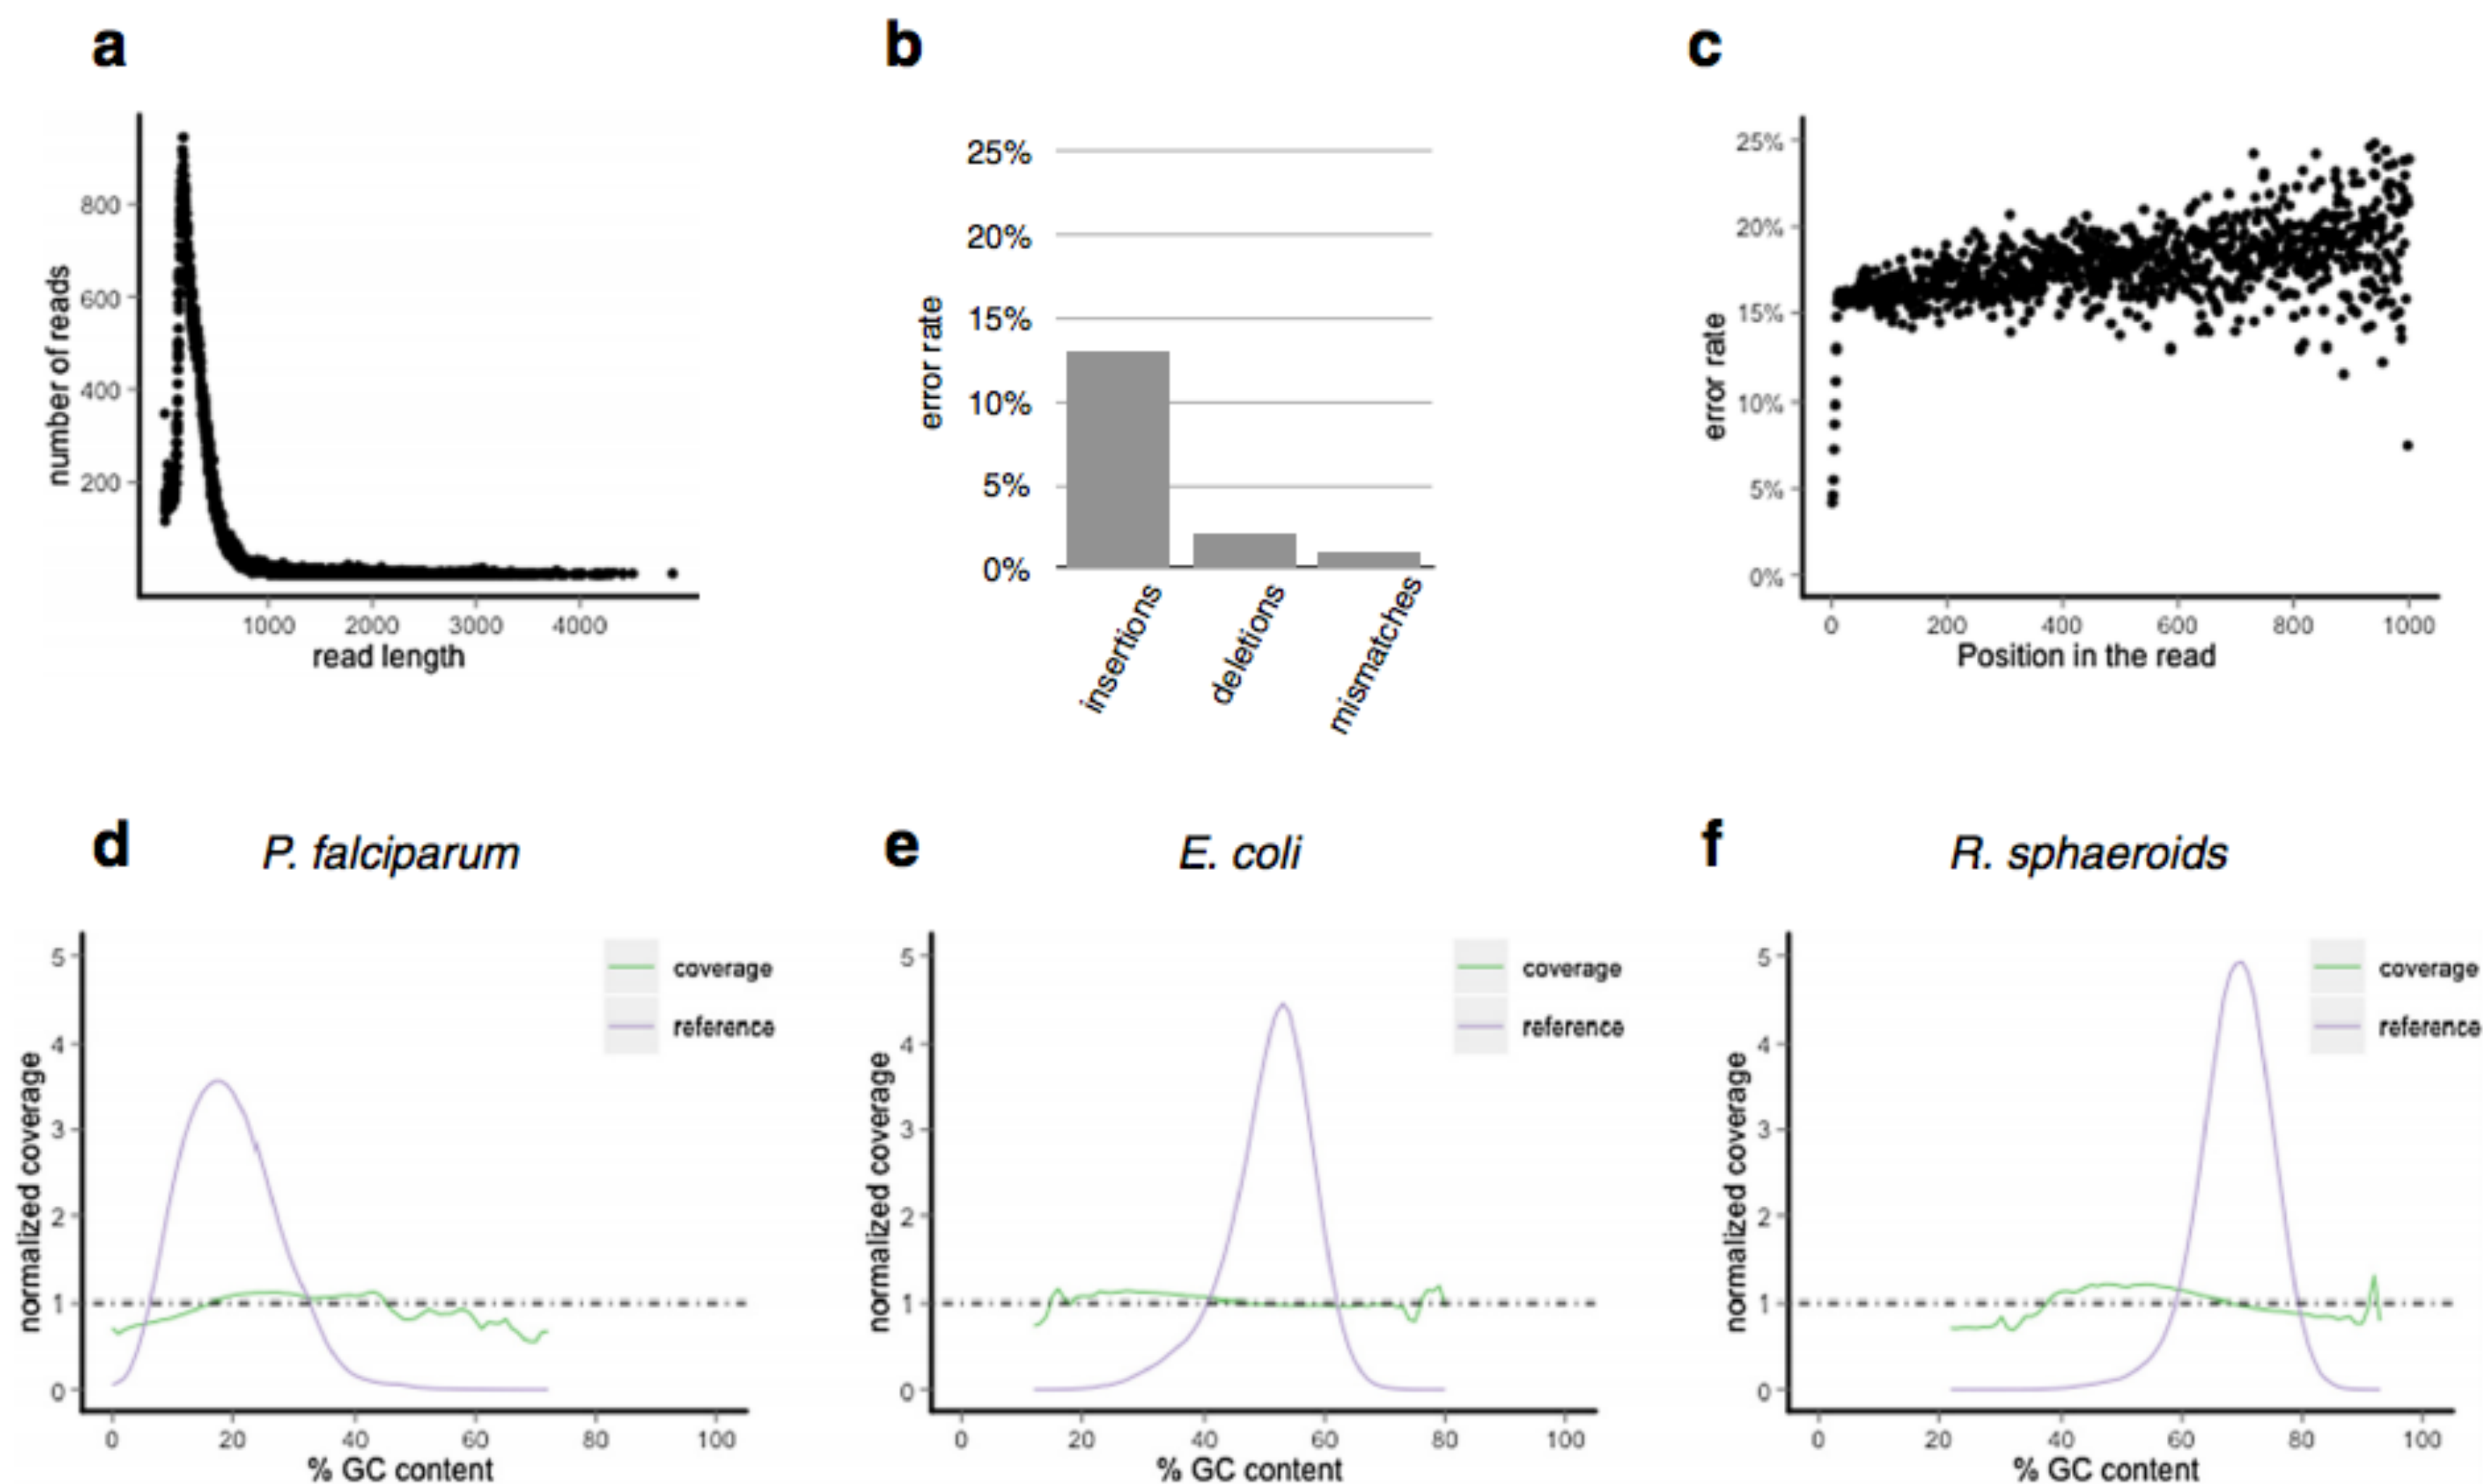 a
800
600
400
200
number of reads
1000 2000 3000 4000
read length
b
25%
20%
15%
10%
5%
0%
error rate
insertions
deletions
mismatches
c
25%
20%
15%
10%
5%
0%
error rate
0 200 400 600 800 1000
Position in the read
d
P. falciparum
coverage
reference
5
4
3
2
1
0
normalized coverage
0 20 40 60 80 100
% GC content
e
E. coli
coverage
reference
5
4
3
2
1
0
normalized coverage
0 20 40 60 80 100
% GC content
f
R. sphaeroids
coverage
reference
5
4
3
2
1
0
normalized coverage
0 20 40 60 80 100
% GC content